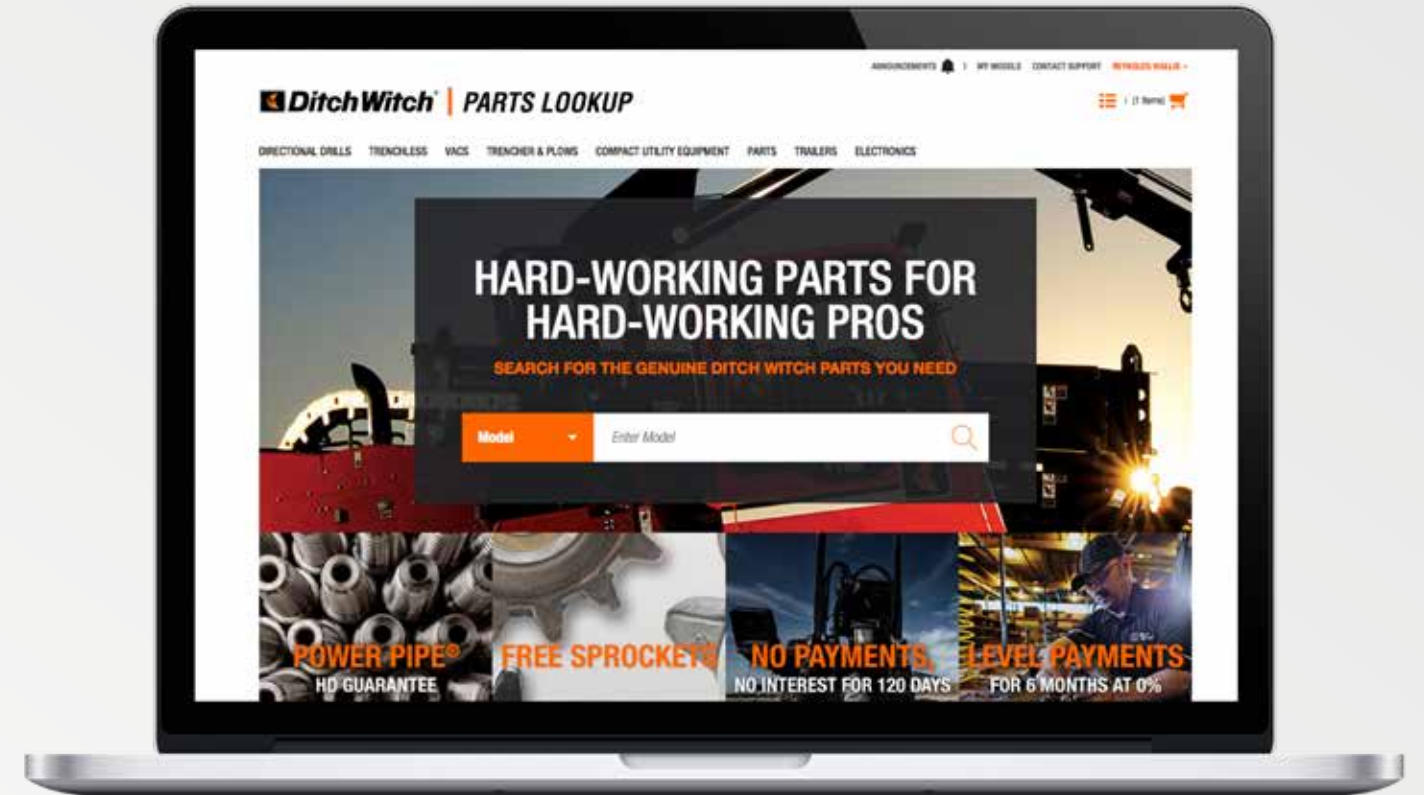 ANNOUNCEMENTS | MY MODELS CONTACT SUPPORT
DitchWitch® | PARTS LOOKUP
(1 Items)
DIRECTIONAL DRILLS TRENCHLESS VACS TRENCHER & PLOWS COMPACT UTILITY EQUIPMENT PARTS TRAILERS ELECTRONICS
HARD-WORKING PARTS FOR
HARD-WORKING PROS
SEARCH FOR THE GENUINE DITCH WITCH PARTS YOU NEED
Model Enter Model
POWER PIPE® FREE SPROCKETS NO PAYMENTS, LEVEL PAYMENTS
HD GUARANTEE NO INTEREST FOR 120 DAYS FOR 6 MONTHS AT 0%